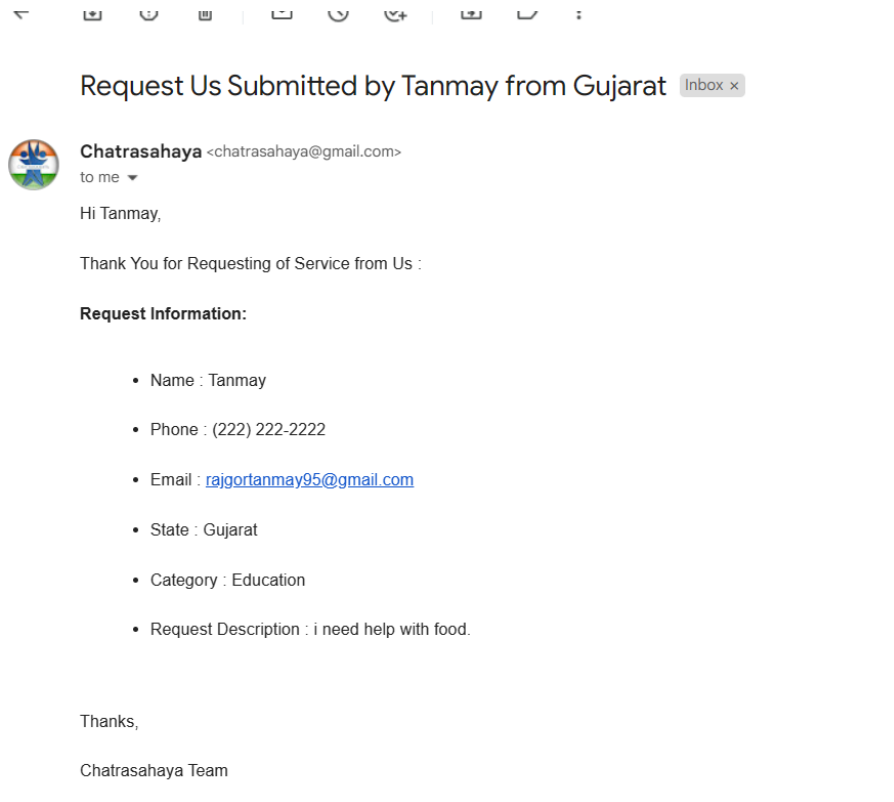 Request Us Submitted by Tanmay from Gujarat Inbox ×
Chatrasahaya <chatrasahaya@gmail.com>
to me
Hi Tanmay,
Thank You for Requesting of Service from Us :
Request Information:
• Name : Tanmay
• Phone : (222) 222-2222
• Email : rajgortanmay95@gmail.com
• State : Gujarat
• Category : Education
• Request Description : i need help with food.
Thanks,
Chatrasahaya Team